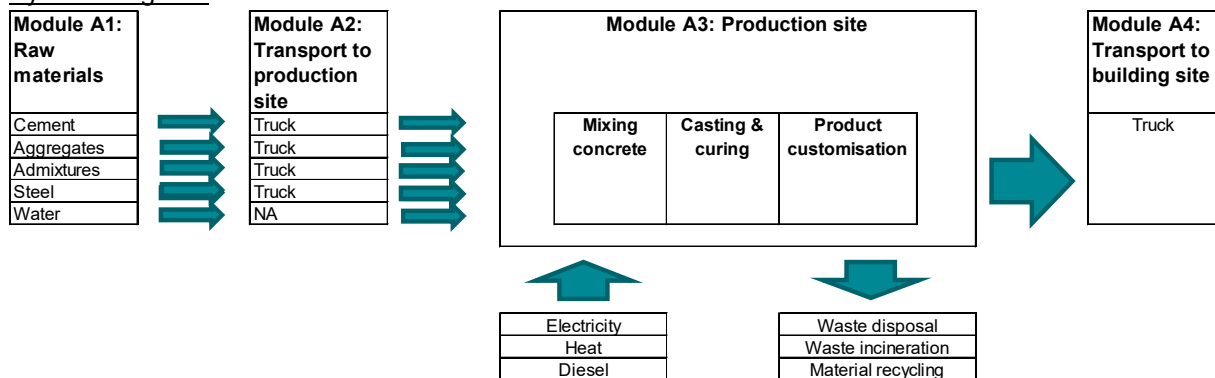 Module A1:
Raw
materials
Cement
Aggregates
Admixtures
Steel
Water
Module A2:
Transport to
production
site
Truck
Truck
Truck
Truck
NA
Module A3: Production site
Mixing
concrete
Casting &
curing
Product
customisation
Electricity
Heat
Diesel
Waste disposal
Waste incineration
Material recycling
Module A4:
Transport to
building site
Truck